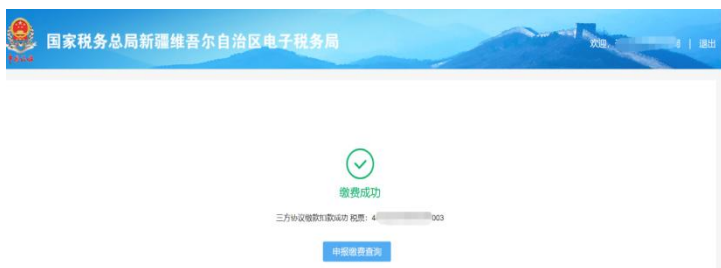 国家税务总局新疆维吾尔自治区电子税务局
欢迎, | 退出
缴费成功
三方协议缴款扣款成功 税票：4 003
申报缴费查询